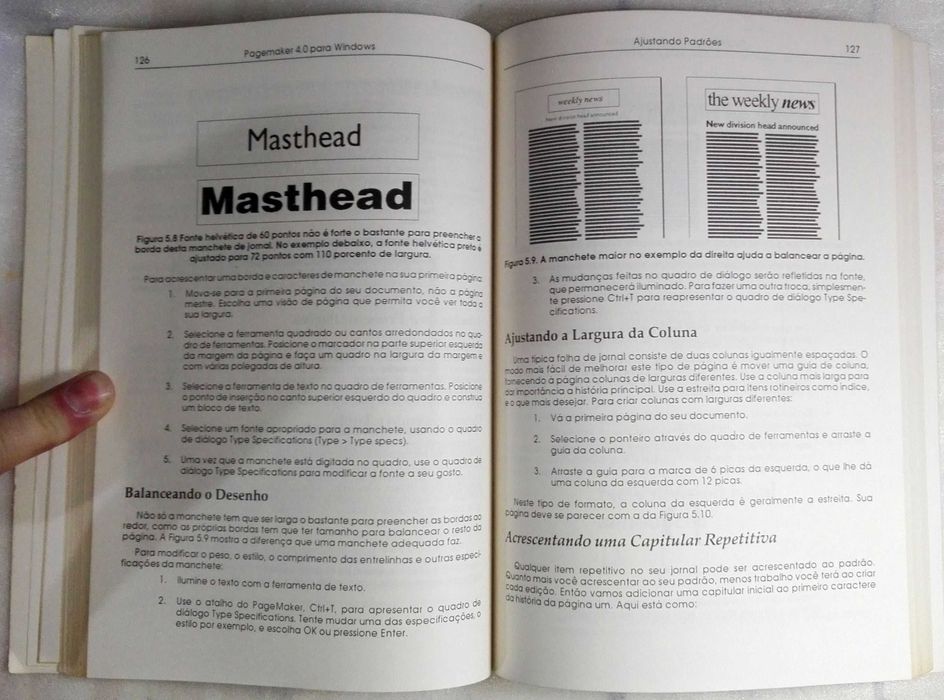 126
Pagemaker 4.0 para Windows
Masthead
Masthead
Figura 5.8 Fonte helvética de 60 pontos não é forte o bastante para preencher a
borda desta manchete de jornal. No exemplo debaixo, a fonte helvética preto é
ajustado para 72 pontos com 110 porcento de largura.
Para acrescentar uma borda e caracteres de manchete na sua primeira página:
1. Mova-se para a primeira página do seu documento, não a página
mestre. Escolha uma visão de página que permita você ver toda a
sua largura.
2. Selecione a ferramenta quadrado ou cantos arredondados no qua-
dro de ferramentas. Posicione o marcador na parte superior esquerda
da margem da página e faça um quadro na largura da margem e
com várias polegadas de altura.
3. Selecione a ferramenta de texto no quadro de ferramentas. Posicione
o ponto de inserção no canto superior esquerdo do quadro e construa
um bloco de texto.
4. Selecione um fonte apropriado para a manchete, usando o quadro
de diálogo Type Specifications (Type > Type specs).
5. Uma vez que a manchete está digitada no quadro, use o quadro de
diálogo Type Specifications para modificar a fonte a seu gosto.
Balanceando o Desenho
Não só a manchete tem que ser larga o bastante para preencher as bordas ao
redor, como as próprias bordas tem que ter tamanho para balancear o resto da
página. A Figura 5.9 mostra a diferença que uma manchete adequada faz.
Para modificar o peso, o estilo, o comprimento das entrelinhas e outras especi-
ficações da manchete:
1. Ilumine o texto com a ferramenta de texto.
2. Use o atalho do PageMaker, Ctrl+T, para apresentar o quadro de
diálogo Type Specifications. Tente mudar uma das especificações, o
estilo por exemplo, e escolha OK ou pressione Enter.
Ajustando Padrões
127
weekly news
New division head announced
the weekly news
New division head announced
Figura 5.9. A manchete maior no exemplo da direita ajuda a balancear a página.
3. As mudanças feitas no quadro de diálogo serão refletidas na fonte,
que permanecerá iluminado. Para fazer uma outra troca, simplesmen-
te pressione Ctrl+T para reapresentar o quadro de diálogo Type Spe-
cifications.
Ajustando a Largura da Coluna
Uma típica folha de jornal consiste de duas colunas igualmente espaçadas. O
modo mais fácil de melhorar este tipo de página é mover uma guia de coluna,
fornecendo a página colunas de larguras diferentes. Use a coluna mais larga para
dar importância a história principal. Use a estreita para itens rotineiros como índice,
e o que mais desejar. Para criar colunas com larguras diferentes:
1. Vá a primeira página do seu documento.
2. Selecione o ponteiro através do quadro de ferramentas e arraste a
guia da coluna.
3. Arraste a guia para a marca de 6 picas da esquerda, o que lhe dá
uma coluna da esquerda com 12 picas.
Neste tipo de formato, a coluna da esquerda é geralmente a estreita. Sua
página deve se parecer com a da Figura 5.10.
Acrescentando uma Capitular Repetitiva
Qualquer item repetitivo no seu jornal pode ser acrescentado ao padrão.
Quanto mais você acrescentar ao seu padrão, menos trabalho você terá ao criar
cada edição. Então vamos adicionar uma capitular inicial ao primeiro caractere
da história da página um. Aqui está como: